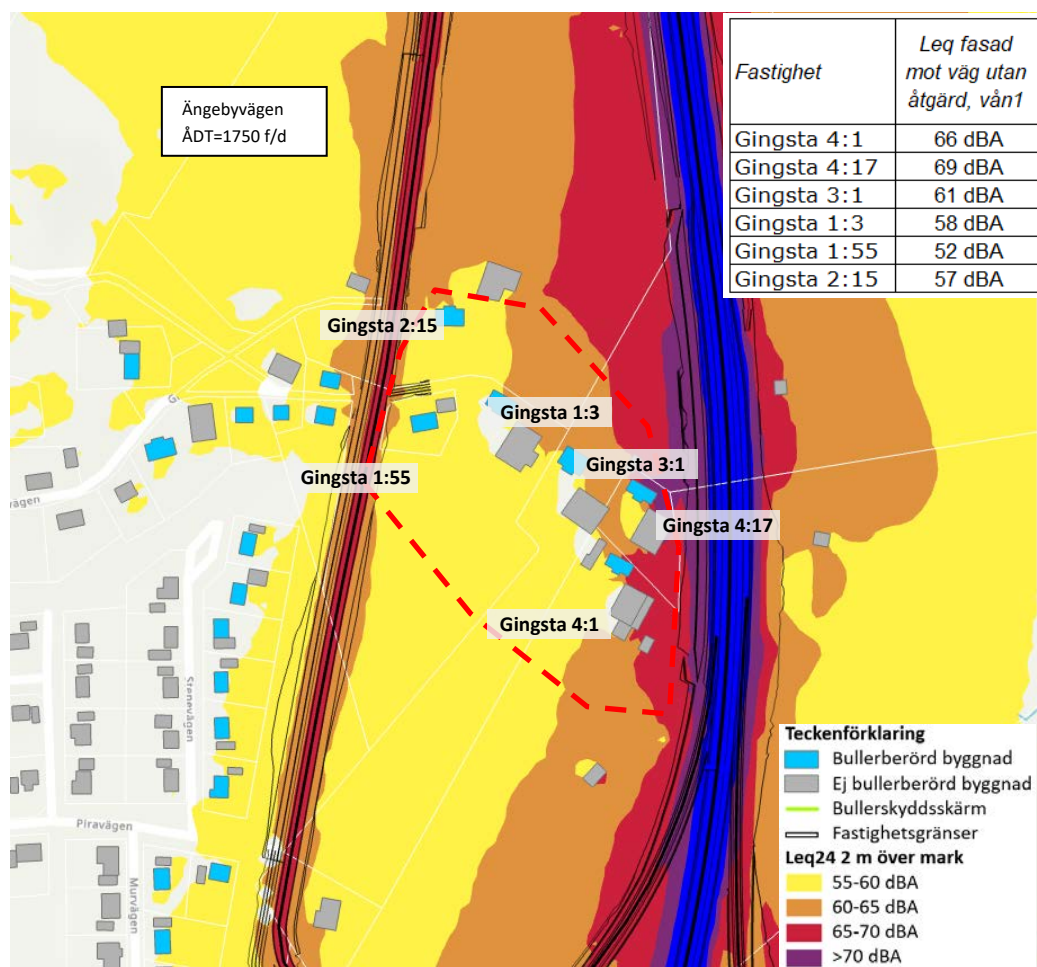 Ängebyvägen
ÅDT=1750 f/d
Fastighet
Leq fasad
mot väg utan
åtgärd, vån1
Gingsta 4:1 66 dBA
Gingsta 4:17 69 dBA
Gingsta 3:1 61 dBA
Gingsta 1:3 58 dBA
Gingsta 1:55 52 dBA
Gingsta 2:15 57 dBA
Gingsta 2:15
Gingsta 1:3
Gingsta 3:1
Gingsta 1:55
Gingsta 4:17
Gingsta 4:1
Stenevägen
Piravägen
Murvägen
Teckenförklaring
Bullerberörd byggnad
Ej bullerberörd byggnad
Bullerskyddsskärm
Fastighetsgränser
Leq24 2 m över mark
55-60 dBA
60-65 dBA
65-70 dBA
>70 dBA